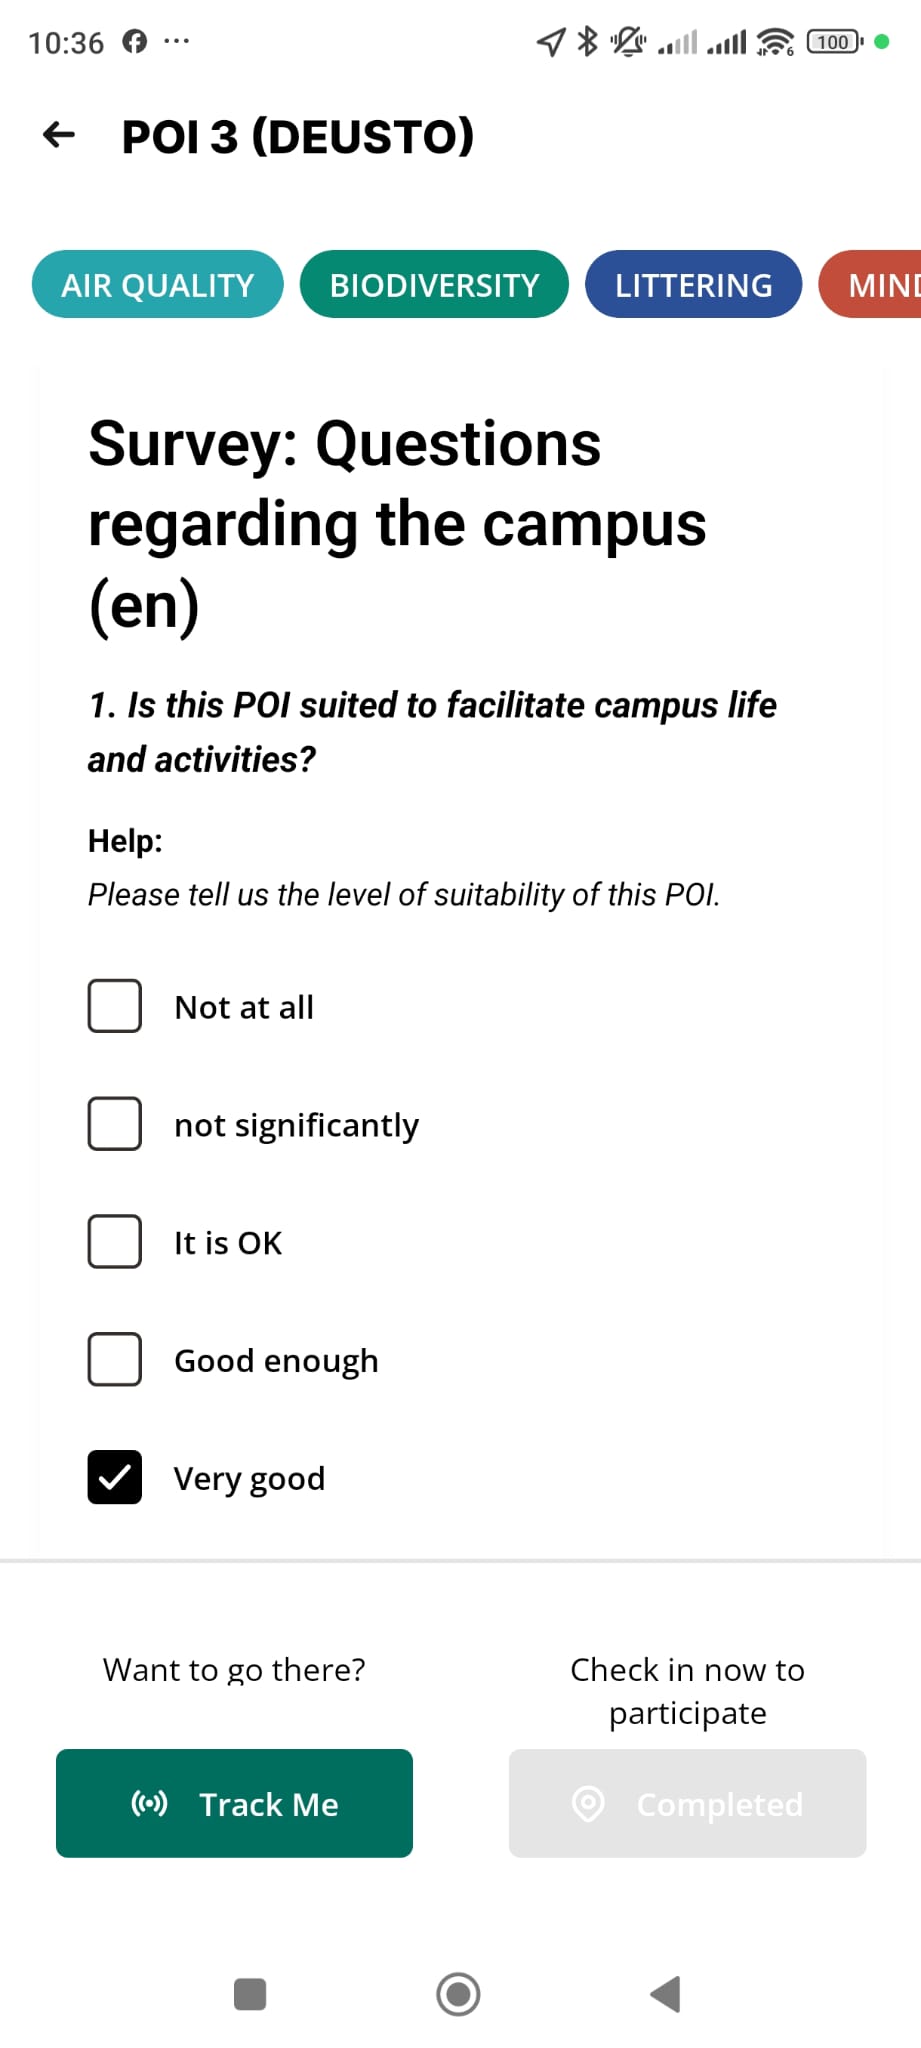 10:36
100
POI 3 (DEUSTO)
AIR QUALITY
BIODIVERSITY
LITTERING
MIND
Survey: Questions
regarding the campus
(en)
1. Is this POI suited to facilitate campus life
and activities?
Help:
Please tell us the level of suitability of this POI.
Not at all
not significantly
It is OK
Good enough
Very good
Want to go there?
Check in now to
participate
Track Me
Completed